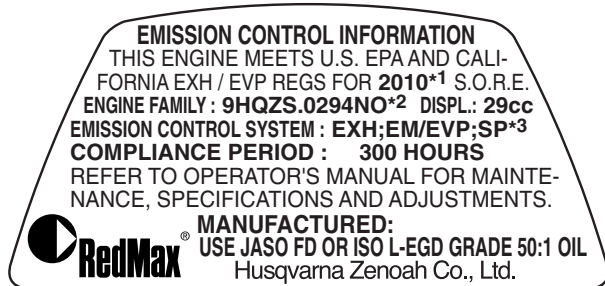 EMISSION CONTROL INFORMATION
THIS ENGINE MEETS U.S. EPA AND CALI-
FORNIA EXH / EVP REGS FOR 2010*1 S.O.R.E.
ENGINE FAMILY : 9HQZS.0294NO*2 DISPL.: 29cc
EMISSION CONTROL SYSTEM : EXH;EM/EVP;SP*3
COMPLIANCE PERIOD : 300 HOURS
REFER TO OPERATOR'S MANUAL FOR MAINTE-
NANCE, SPECIFICATIONS AND ADJUSTMENTS.
MANUFACTURED:
RedMax® USE JASO FD OR ISO L-EGD GRADE 50:1 OIL
Husqvarna Zenoah Co., Ltd.